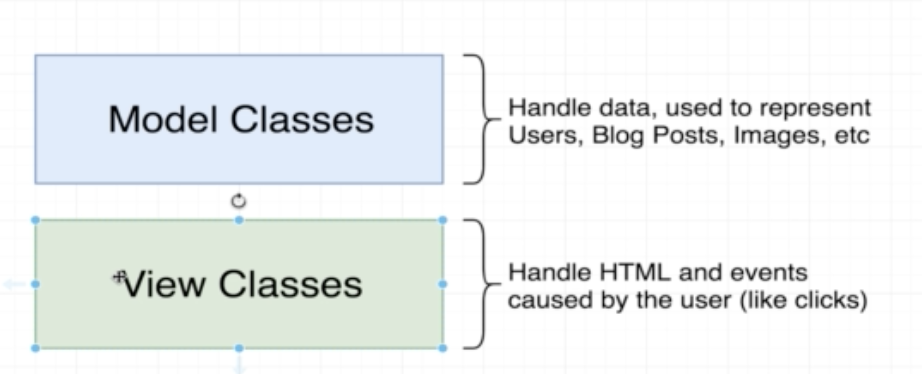 Model Classes
Handle data, used to represent
Users, Blog Posts, Images, etc
View Classes
Handle HTML and events
caused by the user (like clicks)